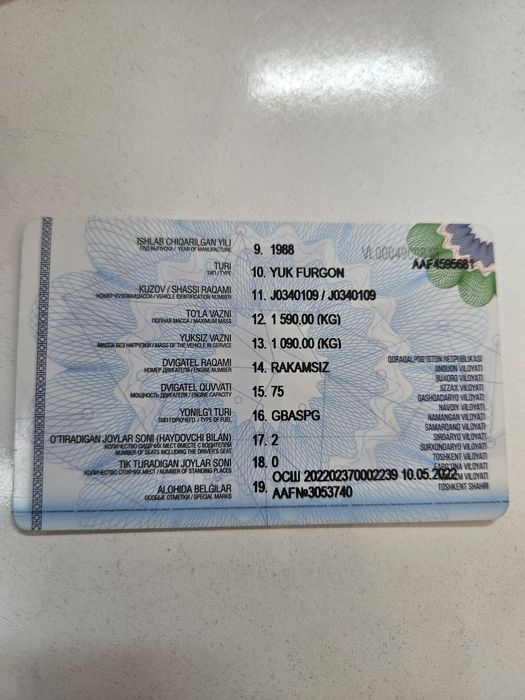 ISHLAB CHIQARILGAN YILI
ГОД ВЫПУСКА / YEAR OF MANUFACTURE
9. 1988
AAF4595681
TURI
ТИП / TYPE
10. YUK FURGON
KUZOV / SHASSI RAQAMI
НОМЕР КУЗОВА/ШАССИ / VEHICLE IDENTIFICATION NUMBER
11. J0340109 / J0340109
TO'LA VAZNI
ПОЛНАЯ МАССА / MAXIMUM MASS
12. 1 590.00 (KG)
YUKSIZ VAZNI
МАССА БЕЗ НАГРУЗКИ / MASS OF THE VEHICLE IN SERVICE
13. 1 090.00 (KG)
DVIGATEL RAQAMI
НОМЕР ДВИГАТЕЛЯ / ENGINE NUMBER
14. RAKAMSIZ
DVIGATEL QUVVATI
МОЩНОСТЬ ДВИГАТЕЛЯ / ENGINE CAPACITY
15. 75
YONILG'I TURI
ТИП ГОРЮЧЕГО / TYPE OF FUEL
16. GBASPG
O'TIRADIGAN JOYLAR SONI (HAYDOVCHI BILAN)
КОЛИЧЕСТВО СИДЯЧИХ МЕСТ ВМЕСТЕ С ВОДИТЕЛЕМ
NUMBER OF SEATS INCLUDING THE DRIVER'S SEAT
17. 2
TIK TURADIGAN JOYLAR SONI
КОЛИЧЕСТВО СТОЯЧИХ МЕСТ / NUMBER OF STANDING PLACES
18. 0
ALOHIDA BELGILAR
ОСОБЫЕ ОТМЕТКИ / SPECIAL MARKS
19. ОСШ 202202370002239 10.05.2022
AAF№3053740
QORAQALPOG'ISTON RESPUBLIKASI
ANDIJON VILOYATI
BUXORO VILOYATI
JIZZAX VILOYATI
QASHQADARYO VILOYATI
NAVOIY VILOYATI
NAMANGAN VILOYATI
SAMARQAND VILOYATI
SIRDARYO VILOYATI
SURXONDARYO VILOYATI
TOSHKENT VILOYATI
FARG'ONA VILOYATI
VILOYATI
TOSHKENT SHAHRI